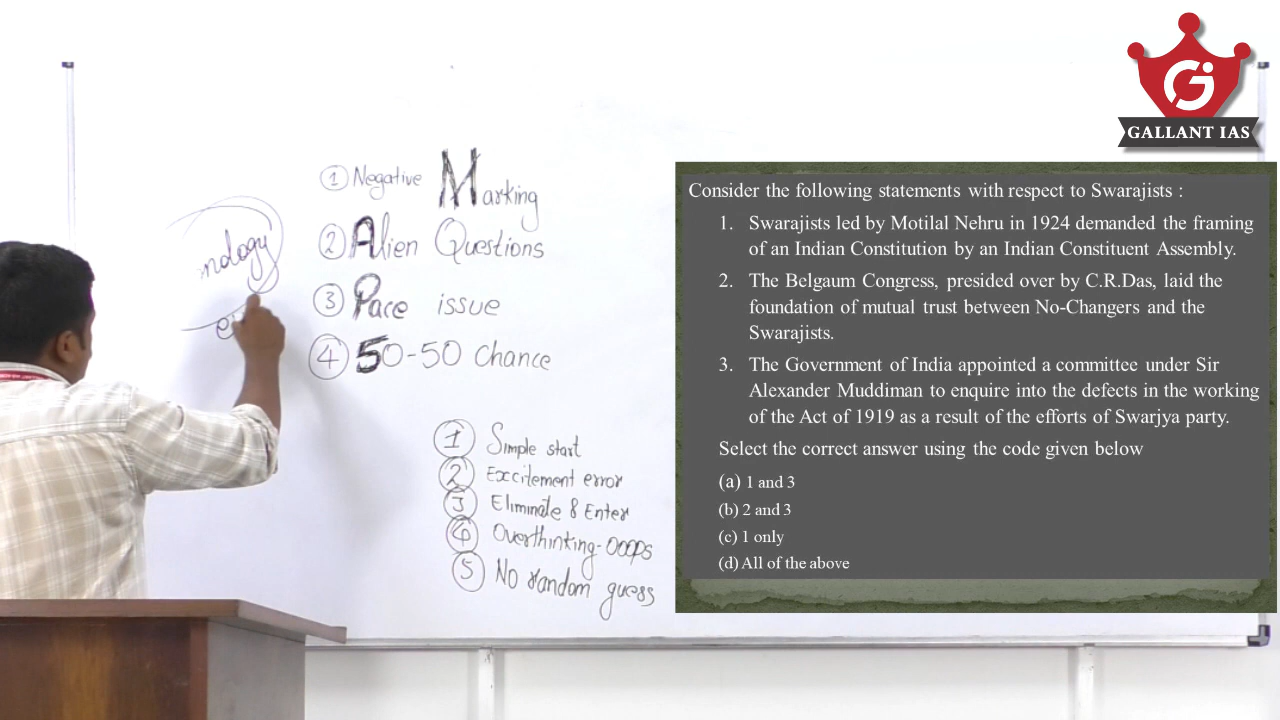 GALLANT IAS
① Negative Marking
② Alien Questions
③ Pace issue
④ 50-50 chance
nology
① Simple start
② Excitement error
③ Eliminate & Enter
④ Overthinking-OOOPS
⑤ No random guess
Consider the following statements with respect to Swarajists :
1. Swarajists led by Motilal Nehru in 1924 demanded the framing
of an Indian Constitution by an Indian Constituent Assembly.
2. The Belgaum Congress, presided over by C.R.Das, laid the
foundation of mutual trust between No-Changers and the
Swarajists.
3. The Government of India appointed a committee under Sir
Alexander Muddiman to enquire into the defects in the working
of the Act of 1919 as a result of the efforts of Swarjya party.
Select the correct answer using the code given below
(a) 1 and 3
(b) 2 and 3
(c) 1 only
(d) All of the above